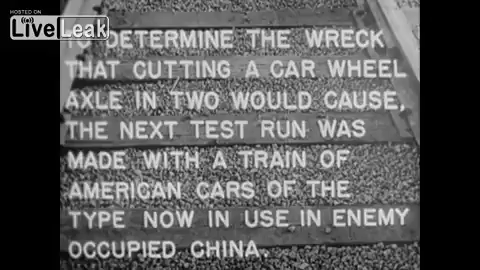 HOSTED ON
LiveLeak
TO DETERMINE THE WRECK
THAT CUTTING A CAR WHEEL
AXLE IN TWO WOULD CAUSE,
THE NEXT TEST RUN WAS
MADE WITH A TRAIN OF
AMERICAN CARS OF THE
TYPE NOW IN USE IN ENEMY
OCCUPIED CHINA.